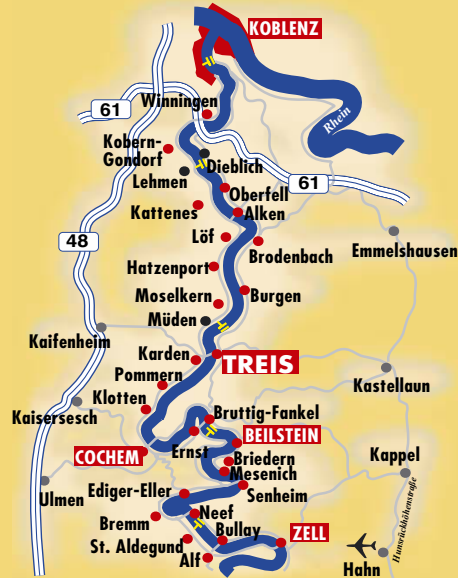 KOBLENZ
61
Winningen
Rhein
Kobern-
Gondorf
Dieblich
Lehmen
61
Oberfell
Kattenes
Alken
48
Löf
Brodenbach
Emmelshausen
Hatzenport
Moselkern
Burgen
Müden
Kaifenheim
Karden
TREIS
Pommern
Kastellaun
Klotten
Kaisersesch
Bruttig-Fankel
BEILSTEIN
Ernst
COCHEM
Briedern
Kappel
Mesenich
Ulmen
Ediger-Eller
Senheim
Neef
Bremm
Bullay
ZELL
St. Aldegund
Alf
Hahn
Hunsrückhöhenstraße